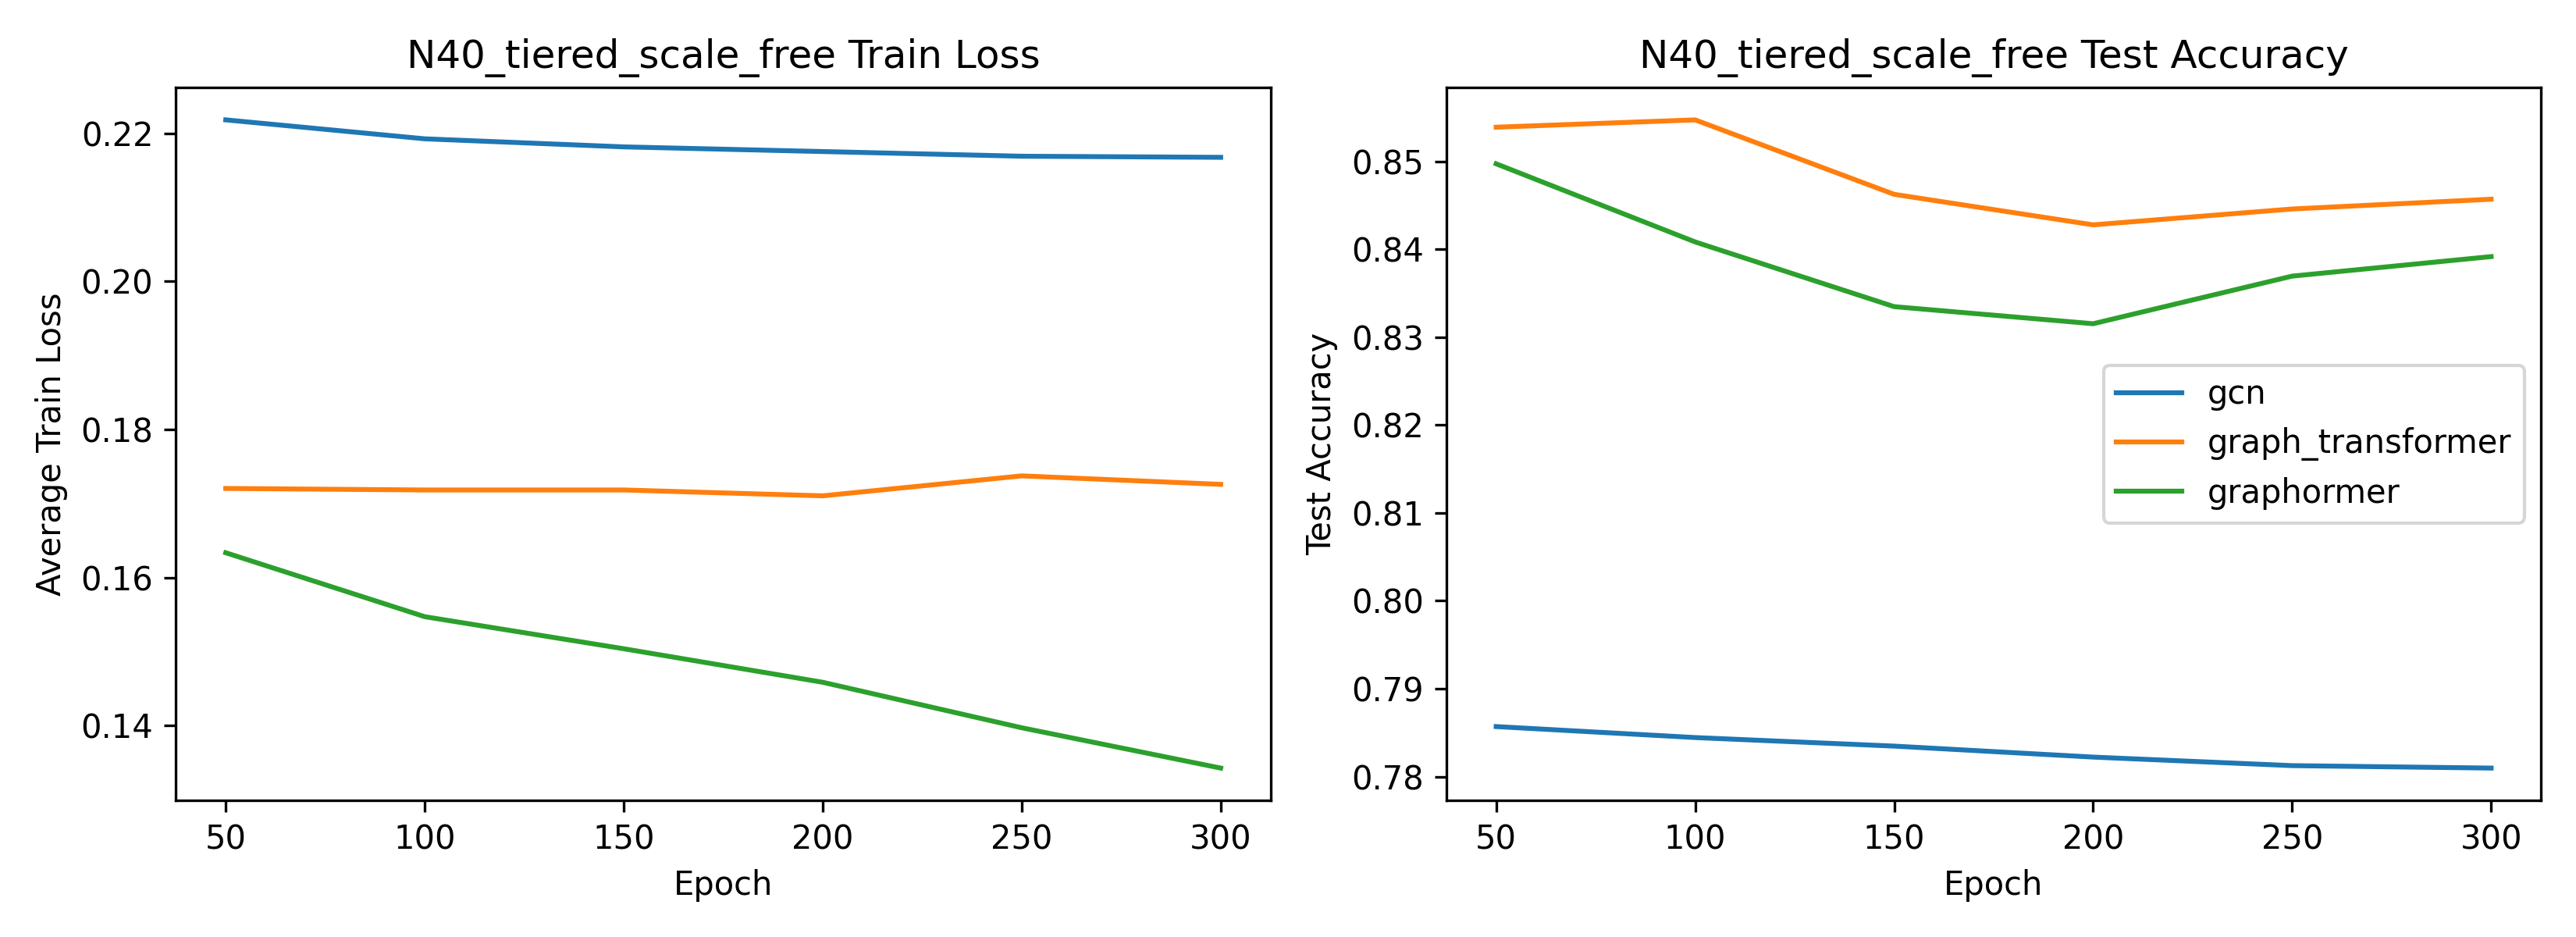 N40_tiered_scale_free Train Loss
Average Train Loss
0.22
0.20
0.18
0.16
0.14
50 100 150 200 250 300
Epoch
N40_tiered_scale_free Test Accuracy
Test Accuracy
0.85
0.84
0.83
0.82
0.81
0.80
0.79
0.78
gcn
graph_transformer
graphormer
50 100 150 200 250 300
Epoch